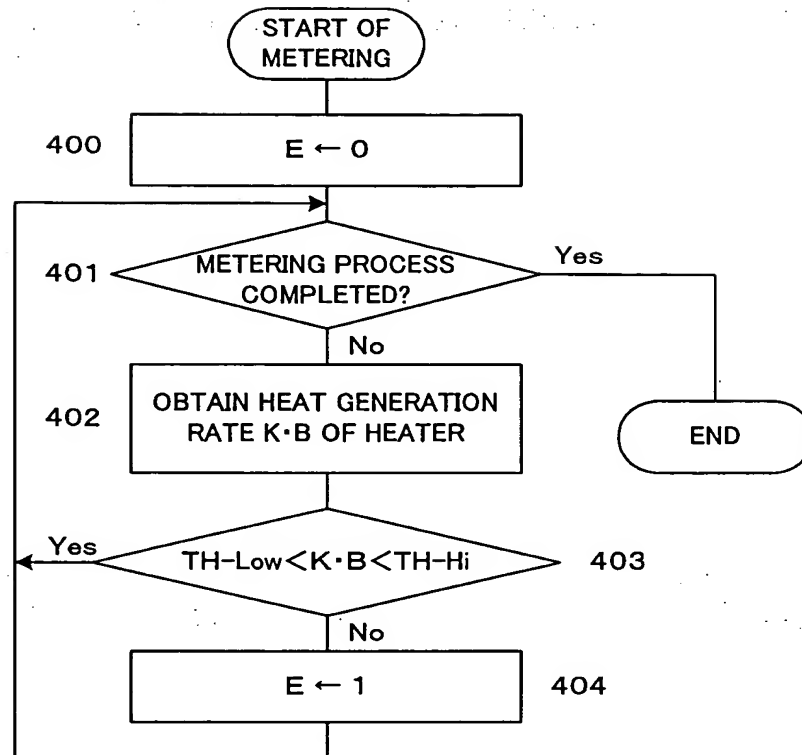 START OF
METERING
400
E ← 0
401
METERING PROCESS
COMPLETED?
Yes
No
402
OBTAIN HEAT GENERATION
RATE K·B OF HEATER
END
Yes
TH-Low<K·B<TH-Hi
403
No
E ← 1
404